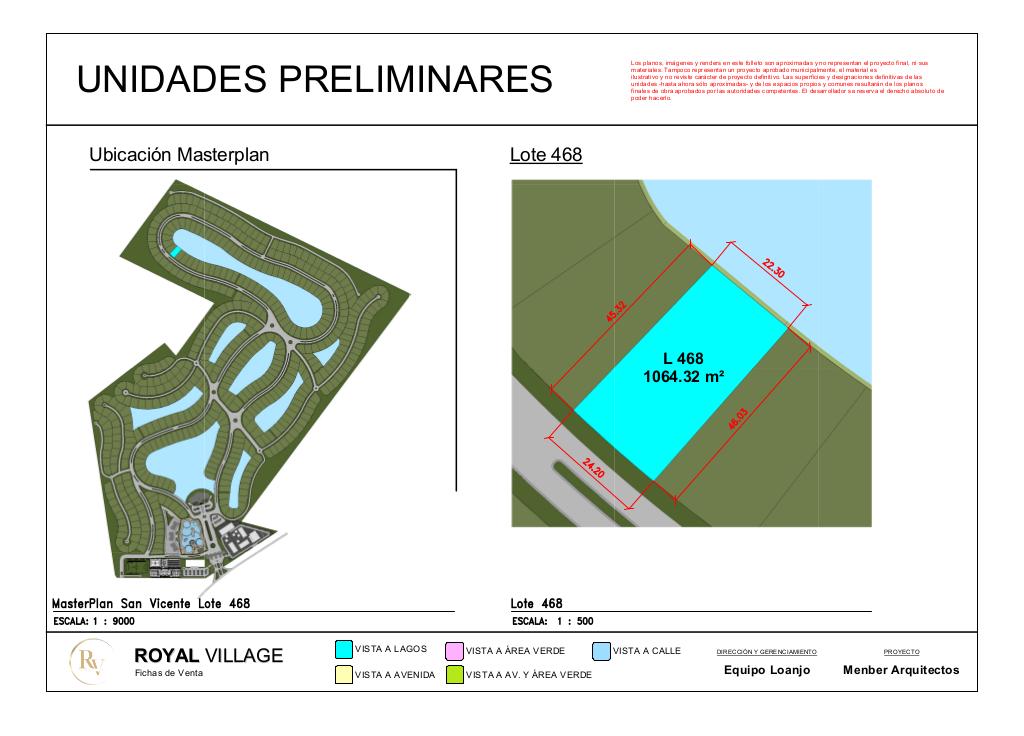 UNIDADES PRELIMINARES
Los planos, imágenes y renders en este folleto son aproximadas y no representan el proyecto final, ni sus
materiales. Tampoco representan un proyecto aprobado municipalmente, el material es
ilustrativo y no reviste carácter de proyecto definitivo. Las superficies y designaciones definitivas de las
unidades -hasta ahora sólo aproximadas- y de los espacios propios y comunes resultarán de los planos
finales de obra aprobados por las autoridades competentes. El desarrollador se reserva el derecho absoluto de
poder hacerlo.
Ubicación Masterplan
Lote 468
22.30
45.32
L 468
1064.32 m²
46.03
24.20
MasterPlan San Vicente Lote 468
ESCALA: 1 : 9000
Lote 468
ESCALA: 1 : 500
RV
ROYAL VILLAGE
Fichas de Venta
VISTA A LAGOS
VISTA A ÁREA VERDE
VISTA A CALLE
VISTA A AVENIDA
VISTA A AV. Y ÁREA VERDE
DIRECCIÓN Y GERENCIAMIENTO
Equipo Loanjo
PROYECTO
Menber Arquitectos